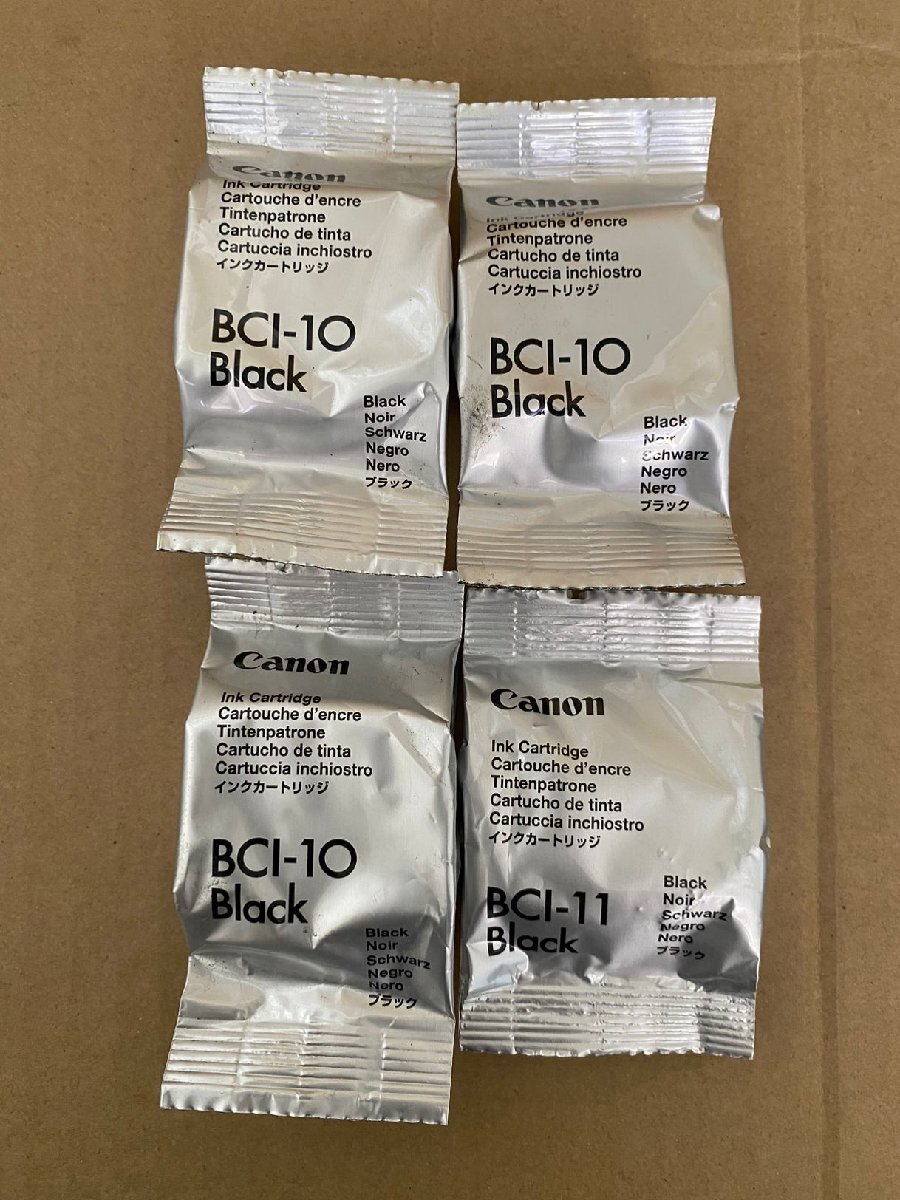 Canon
Ink Cartridge
Cartouche d'encre
Tintenpatrone
Cartucho de tinta
Cartuccia inchiostro
インクカートリッジ
BCI-10
Black
Black
Noir
Schwarz
Negro
Nero
ブラック
Canon
Ink Cartridge
Cartouche d'encre
Tintenpatrone
Cartucho de tinta
Cartuccia inchiostro
インクカートリッジ
BCI-10
Black
Black
Noir
Schwarz
Negro
Nero
ブラック
Canon
Ink Cartridge
Cartouche d'encre
Tintenpatrone
Cartucho de tinta
Cartuccia inchiostro
インクカートリッジ
BCI-10
Black
Black
Noir
Schwarz
Negro
Nero
ブラック
Canon
Ink Cartridge
Cartouche d'encre
Tintenpatrone
Cartucho de tinta
Cartuccia inchiostro
インクカートリッジ
BCI-11
Black
Black
Noir
Schwarz
Negro
Nero
ブラック